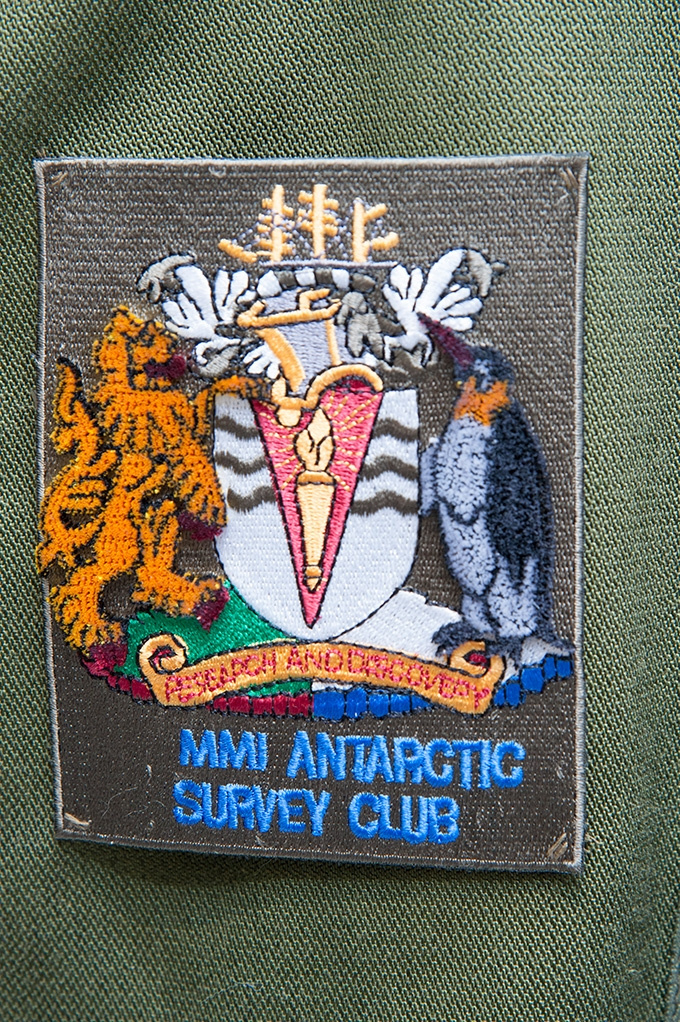 RESEARCH AND DISCOVERY
MMI ANTARCTIC
SURVEY CLUB